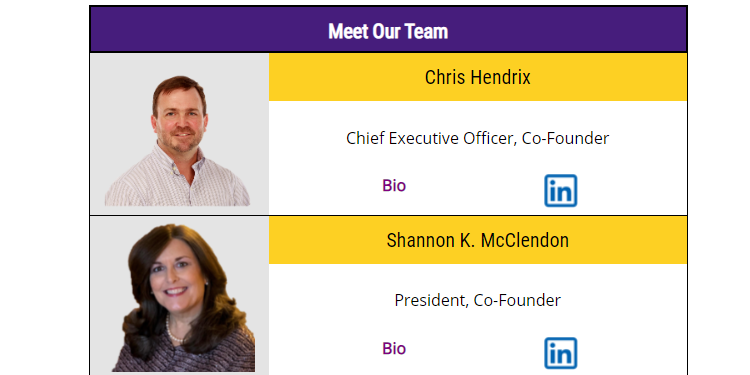 Meet Our Team
Chris Hendrix
Chief Executive Officer, Co-Founder
Bio
in
Shannon K. McClendon
President, Co-Founder
Bio
in